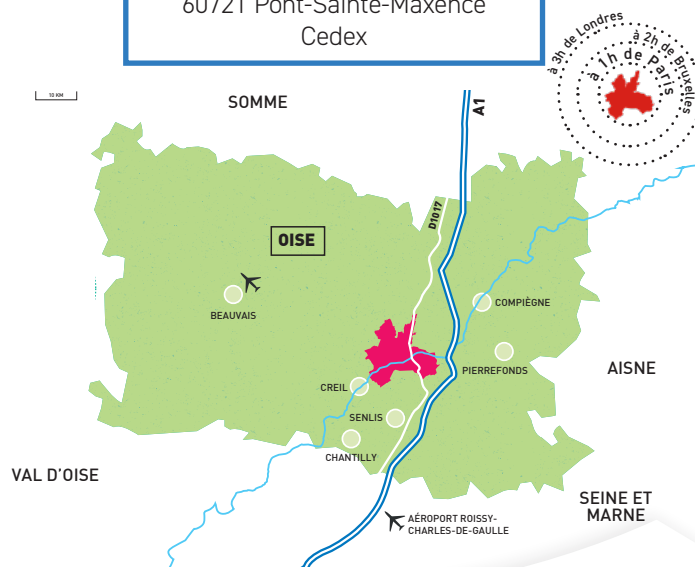 60721 Pont-Sainte-Maxence
Cedex
à 3h de Londres
à 2h de Bruxelles
à 1h de Paris
10 KM
SOMME
A1
D1017
OISE
BEAUVAIS
COMPIÈGNE
PIERREFONDS
AISNE
CREIL
SENLIS
CHANTILLY
VAL D'OISE
SEINE ET
MARNE
AÉROPORT ROISSY-
CHARLES-DE-GAULLE